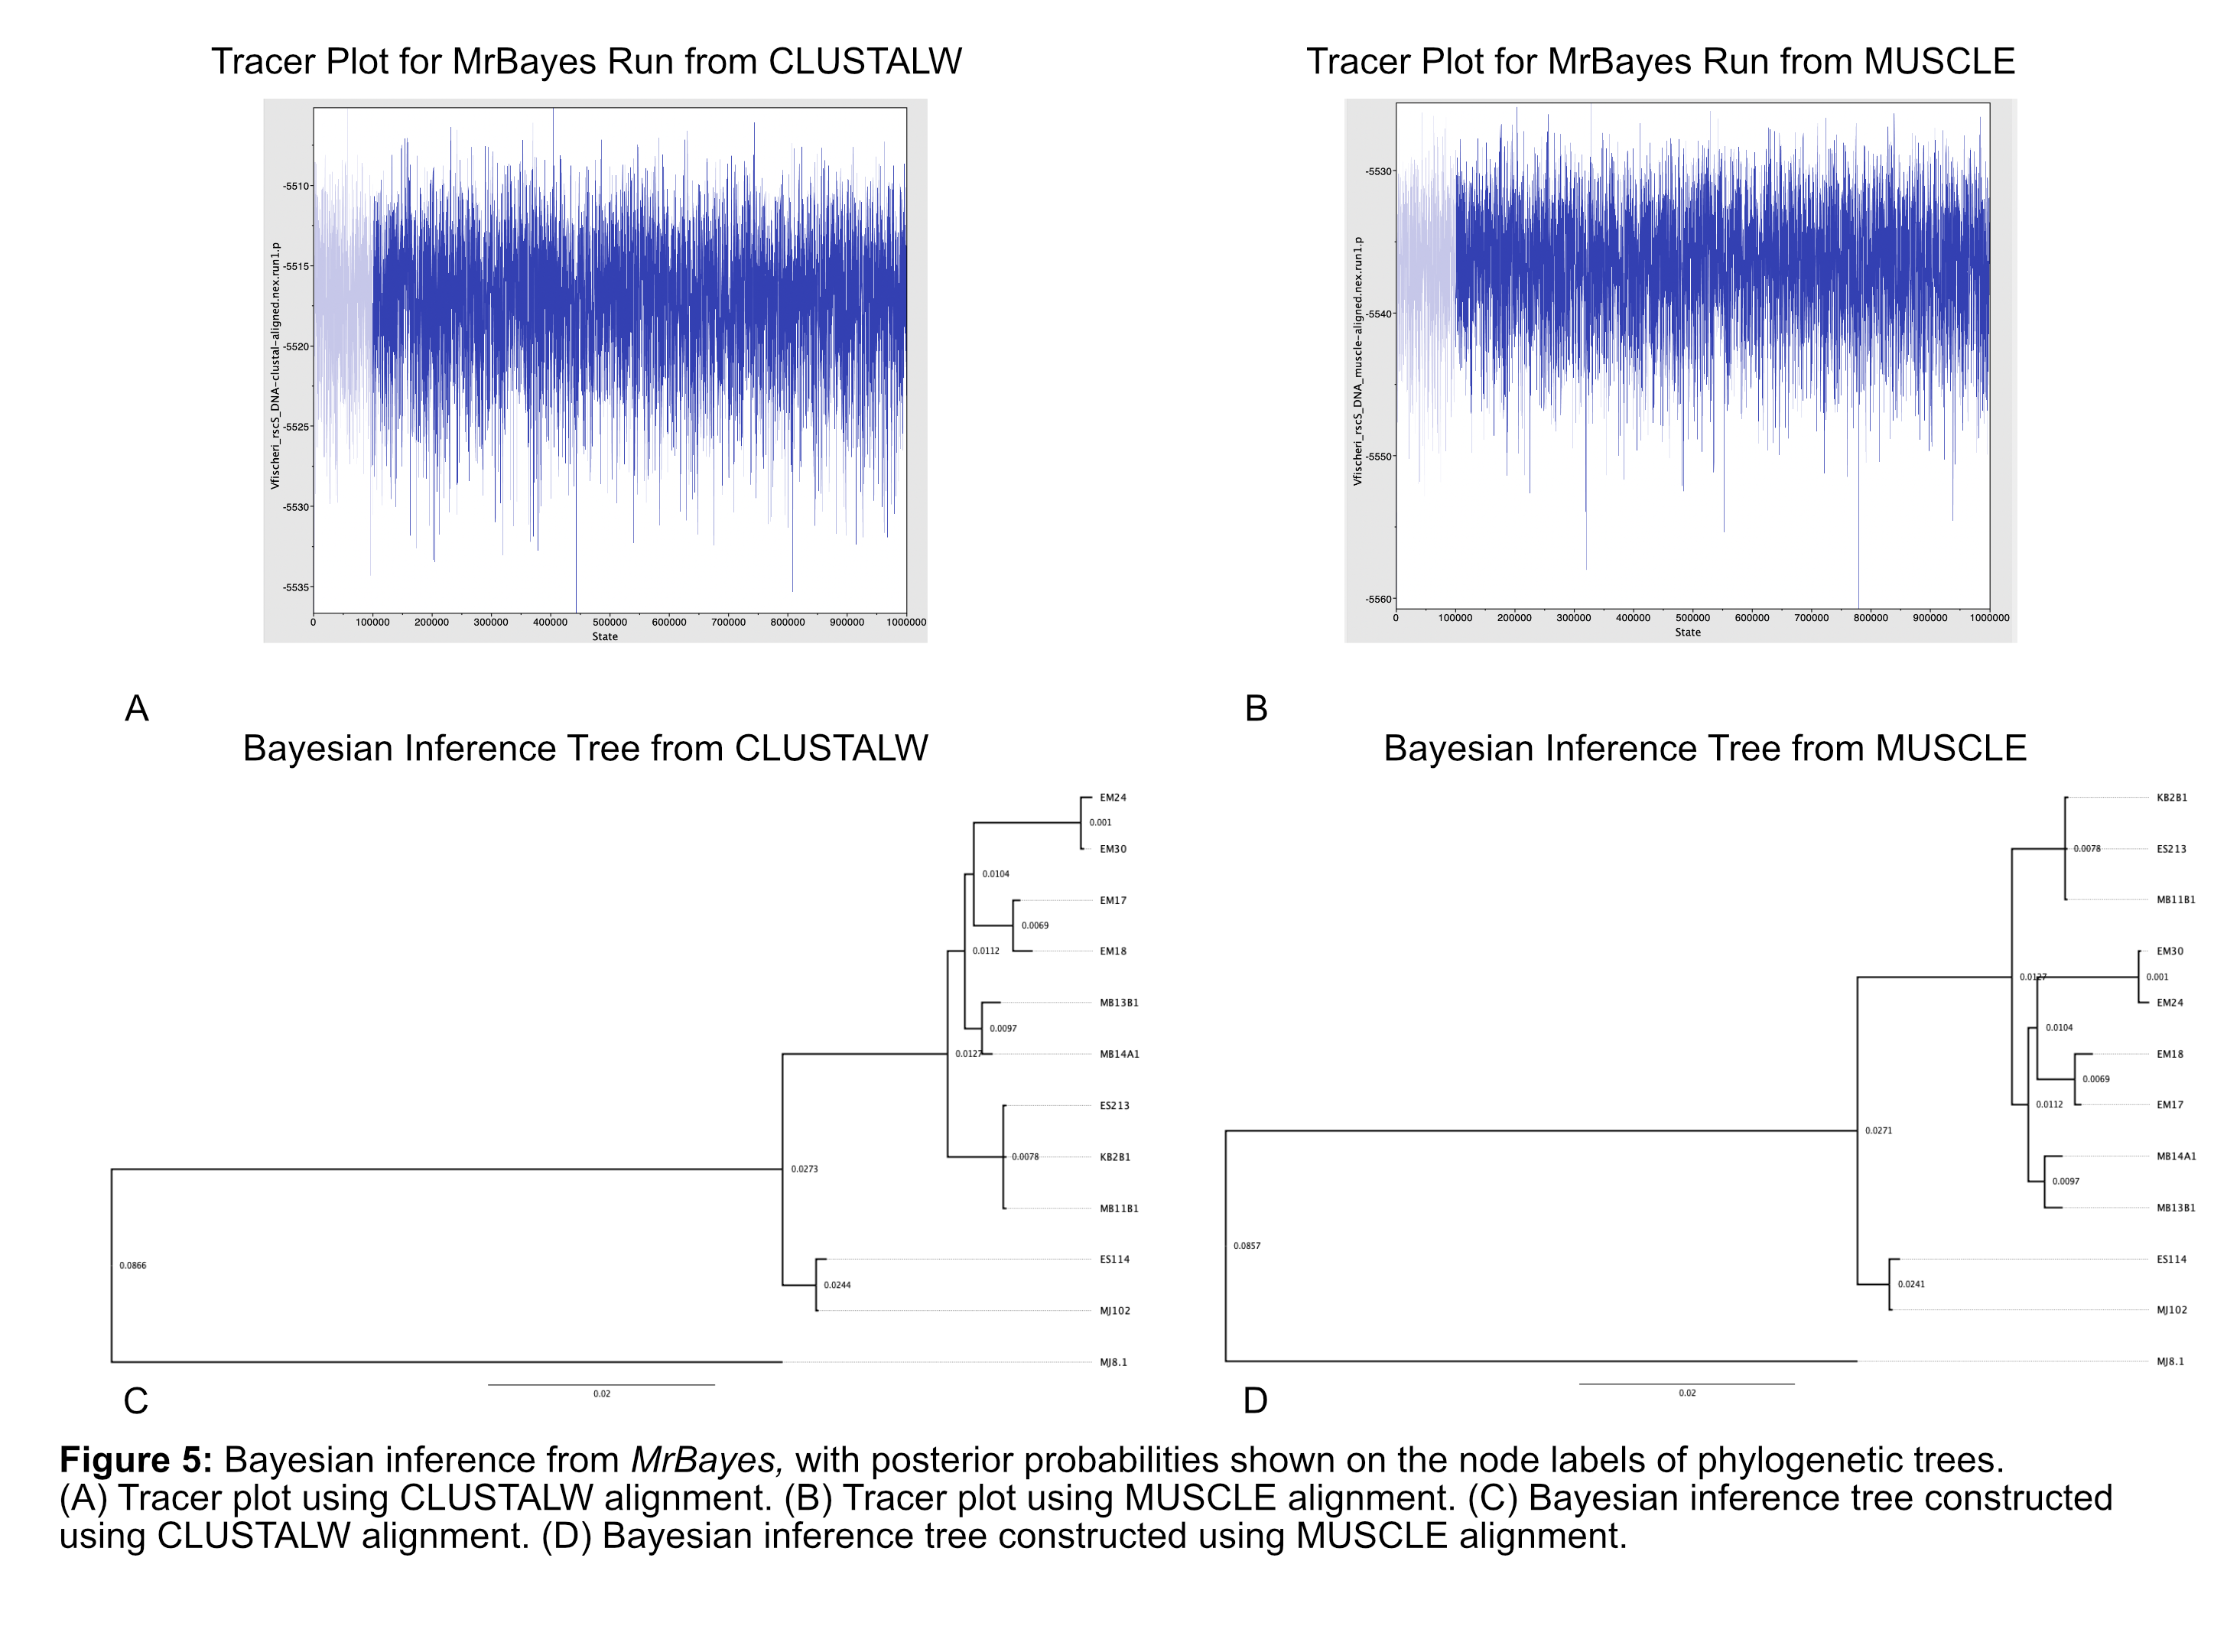 Tracer Plot for MrBayes Run from CLUSTALW
Vfischeri_rscS_DNA-clustal-aligned.nex.run1.p
-5510
-5515
-5520
-5525
-5530
-5535
0 100000 200000 300000 400000 500000 600000 700000 800000 900000 1000000
State
A
Tracer Plot for MrBayes Run from MUSCLE
Vfischeri_rscS_DNA_muscle-aligned.nex.run1.p
-5530
-5540
-5550
-5560
0 100000 200000 300000 400000 500000 600000 700000 800000 900000 1000000
State
B
Bayesian Inference Tree from CLUSTALW
EM24
0.001
EM30
0.0104
EM17
0.0069
EM18
0.0112
MB13B1
0.0097
MB14A1
0.0127
ES213
KB2B1
0.0078
MB11B1
0.0273
ES114
0.0244
0.0866
MJ102
MJ8.1
0.02
C
Bayesian Inference Tree from MUSCLE
KB2B1
ES213
0.0078
MB11B1
EM30
0.0127
0.001
EM24
0.0104
EM18
0.0069
EM17
0.0112
0.0271
MB14A1
0.0097
MB13B1
0.0857
ES114
0.0241
MJ102
MJ8.1
0.02
D
Figure 5: Bayesian inference from MrBayes, with posterior probabilities shown on the node labels of phylogenetic trees.
(A) Tracer plot using CLUSTALW alignment. (B) Tracer plot using MUSCLE alignment. (C) Bayesian inference tree constructed
using CLUSTALW alignment. (D) Bayesian inference tree constructed using MUSCLE alignment.